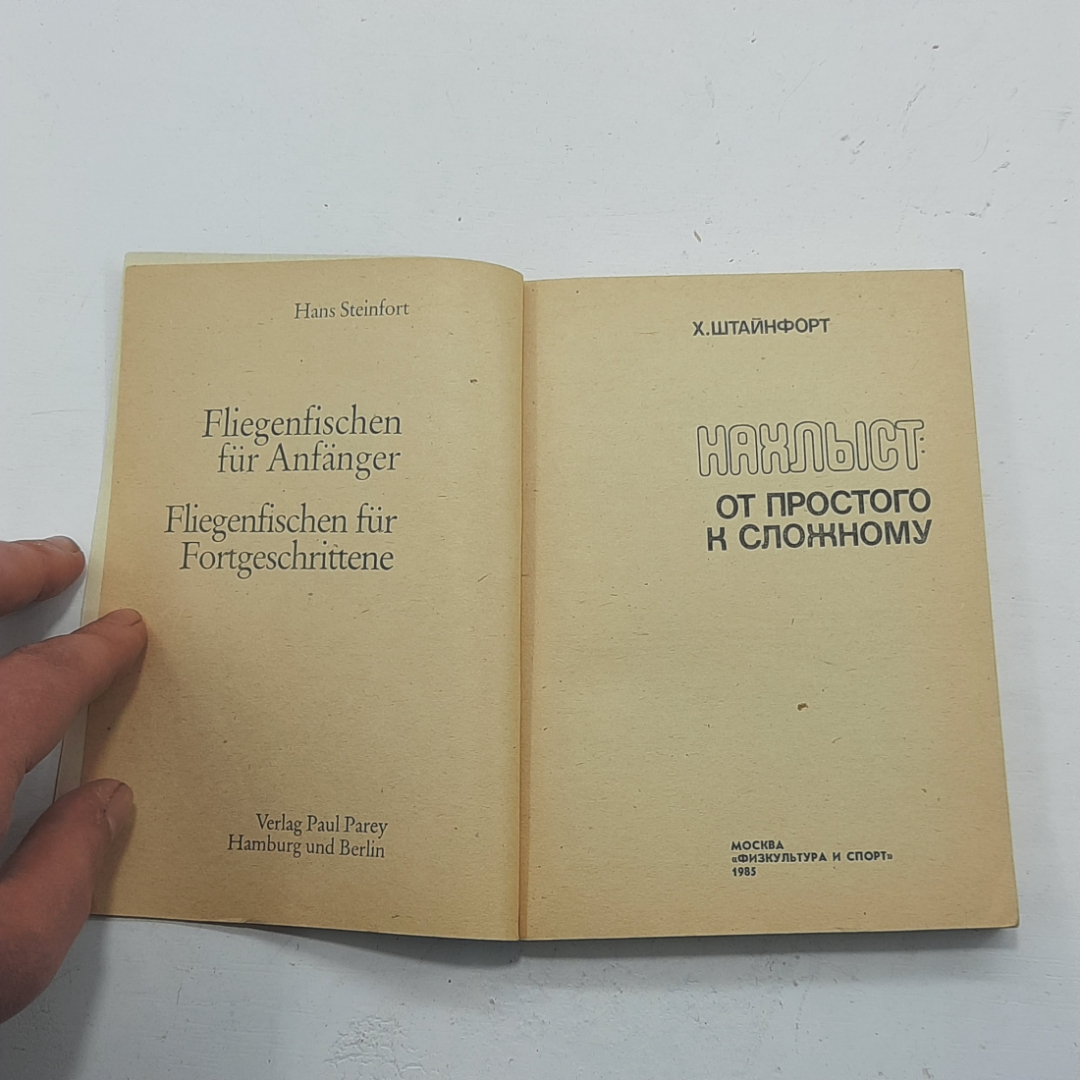 Hans Steinfort
Fliegenfischen
für Anfänger
Fliegenfischen für
Fortgeschrittene
Verlag Paul Parey
Hamburg und Berlin
Х.ШТАЙНФОРТ
НАХЛЫСТ:
ОТ ПРОСТОГО
К СЛОЖНОМУ
МОСКВА
«ФИЗКУЛЬТУРА И СПОРТ»
1985